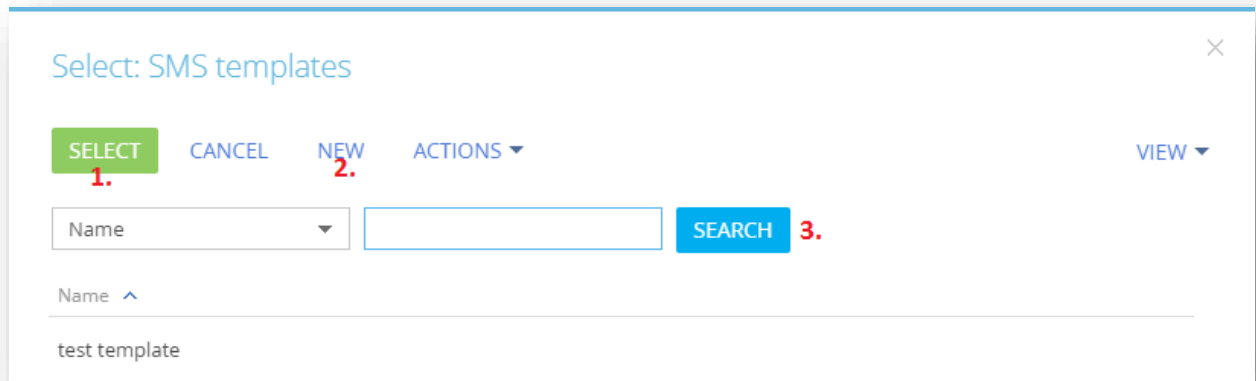 Select: SMS templates
SELECT CANCEL NEW ACTIONS VIEW
1. 2.
Name SEARCH 3.
Name
test template